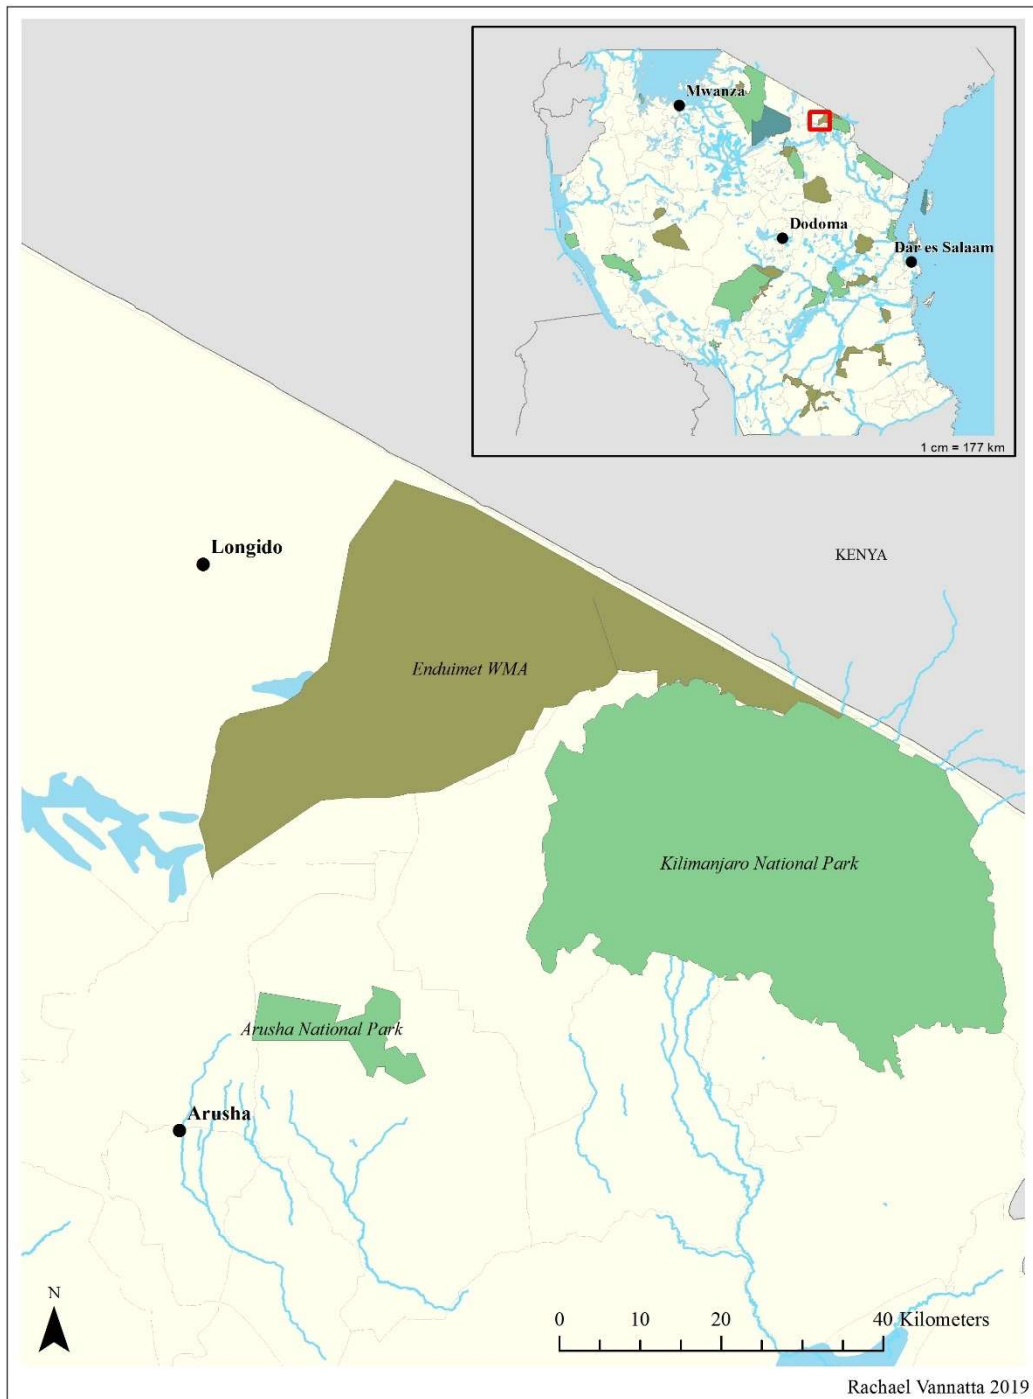 Mwanza
Dodoma
Dar es Salaam
1 cm = 177 km
Longido
KENYA
Enduimet WMA
Kilimanjaro National Park
Arusha National Park
Arusha
N
0 10 20 40 Kilometers
Rachael Vannatta 2019